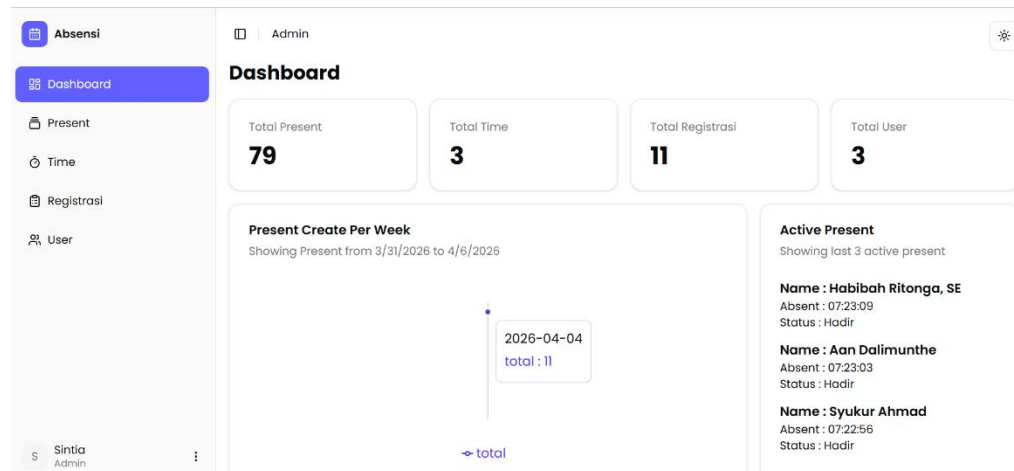 Absensi
Dashboard
Present
Time
Registrasi
User
Sintia
Admin
S
Admin
Dashboard
Total Present
79
Total Time
3
Total Registrasi
11
Total User
3
Present Create Per Week
Showing Present from 3/31/2026 to 4/6/2026
2026-04-04
total : 11
total
Active Present
Showing last 3 active present
Name : Habibah Ritonga, SE
Absent : 07:23:09
Status : Hadir
Name : Aan Dalimunthe
Absent : 07:23:03
Status : Hadir
Name : Syukur Ahmad
Absent : 07:22:56
Status : Hadir